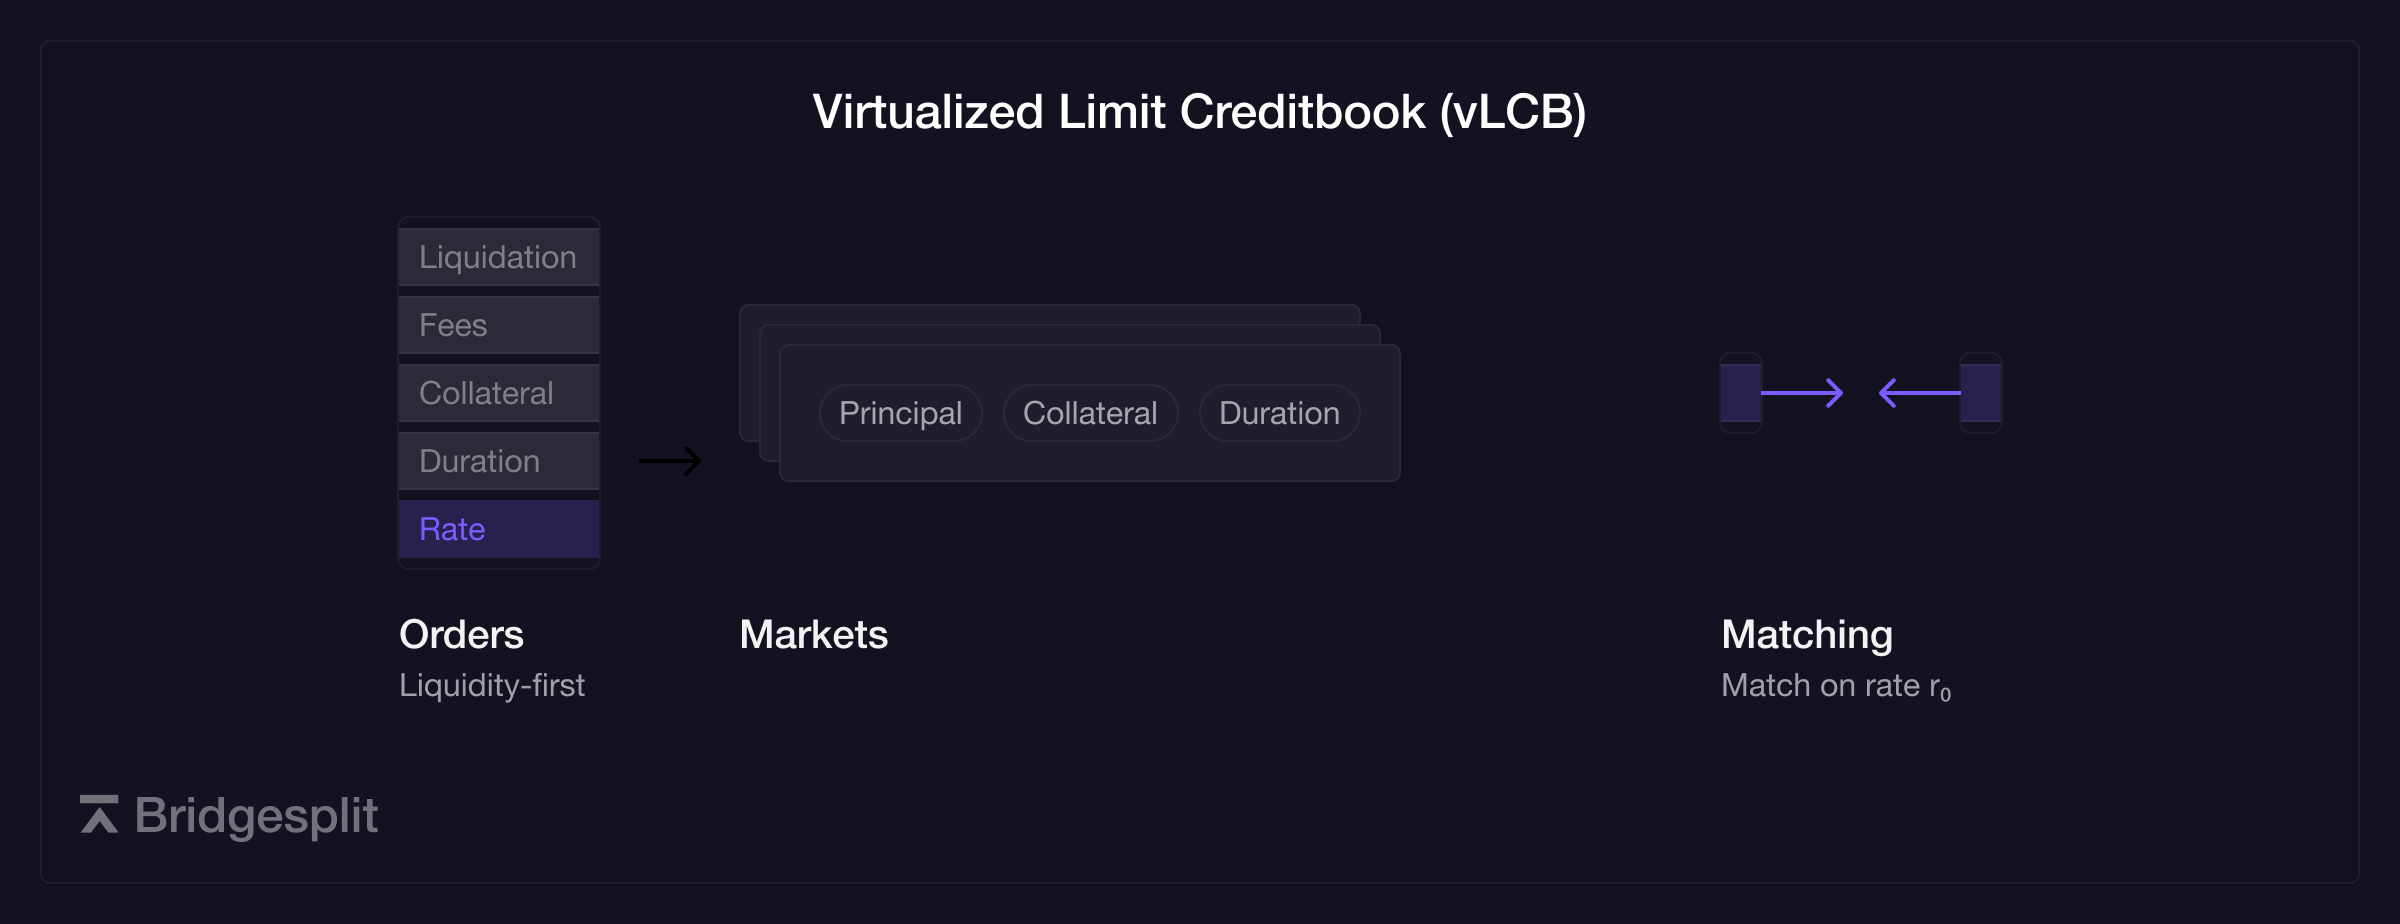 Virtualized Limit Creditbook (vLCB)
Liquidation
Fees
Collateral
Duration
Rate
Principal Collateral Duration
Orders
Liquidity-first
Markets
Matching
Match on rate r₀
Bridgesplit